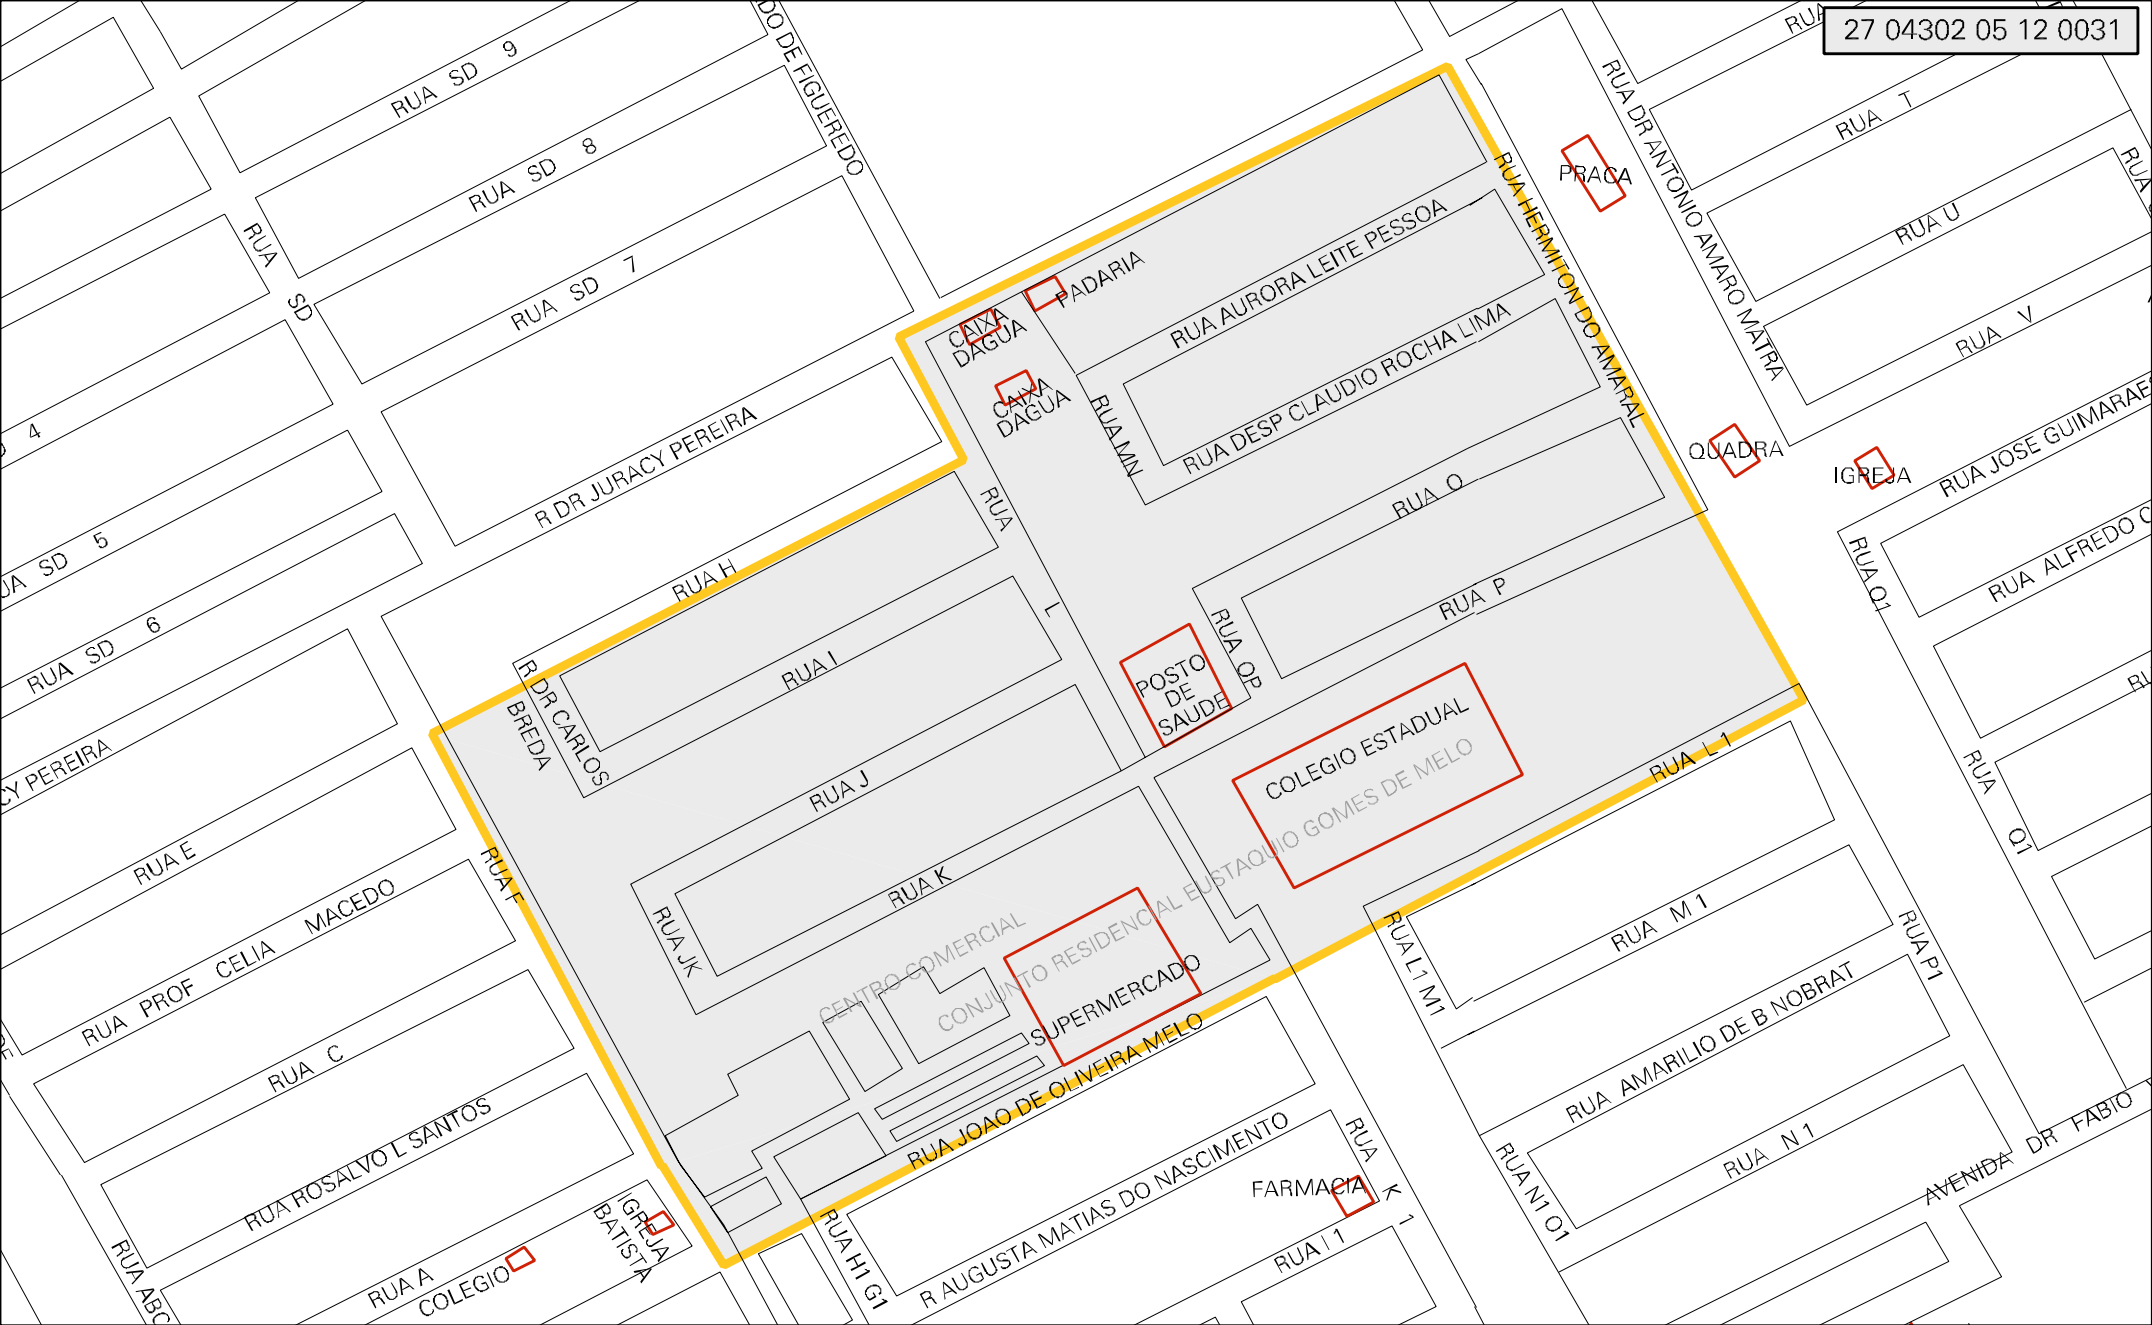 27 04302 05 12 0031
RUA SD 9
RUA SD 8
RUA SD 7
RUA SD
DO DE FIGUEREDO
R DR JURACY PEREIRA
4
UA SD 5
RUA SD 6
CY PEREIRA
RUA E
RUA PROF CELIA MACEDO
RUA C
RUA ROSALVO L SANTOS
RUA A
COLEGIO
IGREJA
BATISTA
RUA ABC
RUA F
RUA H
R DR CARLOS
BREDA
RUA I
RUA J
RUA K
RUA JK
RUA L
CAIXA
DAGUA
CAIXA
DAGUA
PADARIA
RUA AURORA LEITE PESSOA
RUA DESP CLAUDIO ROCHA LIMA
RUA MN
RUA O
RUA P
RUA QP
POSTO
DE
SAUDE
COLEGIO ESTADUAL
CONJUNTO RESIDENCIAL EUSTAQUIO GOMES DE MELO
CENTRO COMERCIAL
SUPERMERCADO
RUA JOAO DE OLIVEIRA MELO
RUA HERMITON DO AMARAL
PRACA
RUA DR ANTONIO AMARO MATRA
RUA
RUA T
RUA U
RUA V
RUA
QUADRA
IGREJA
RUA JOSE GUIMARAES
RUA ALFREDO
RUA Q1
RUA Q1
RUA L 1
RUA M 1
RUA L1 M1
RUA P1
RUA AMARILIO DE B NOBRAT
RUA N 1
RUA N1 O1
AVENIDA DR FABIO
R AUGUSTA MATIAS DO NASCIMENTO
RUA H1 G1
FARMACIA
RUA K 1
RUA I 1